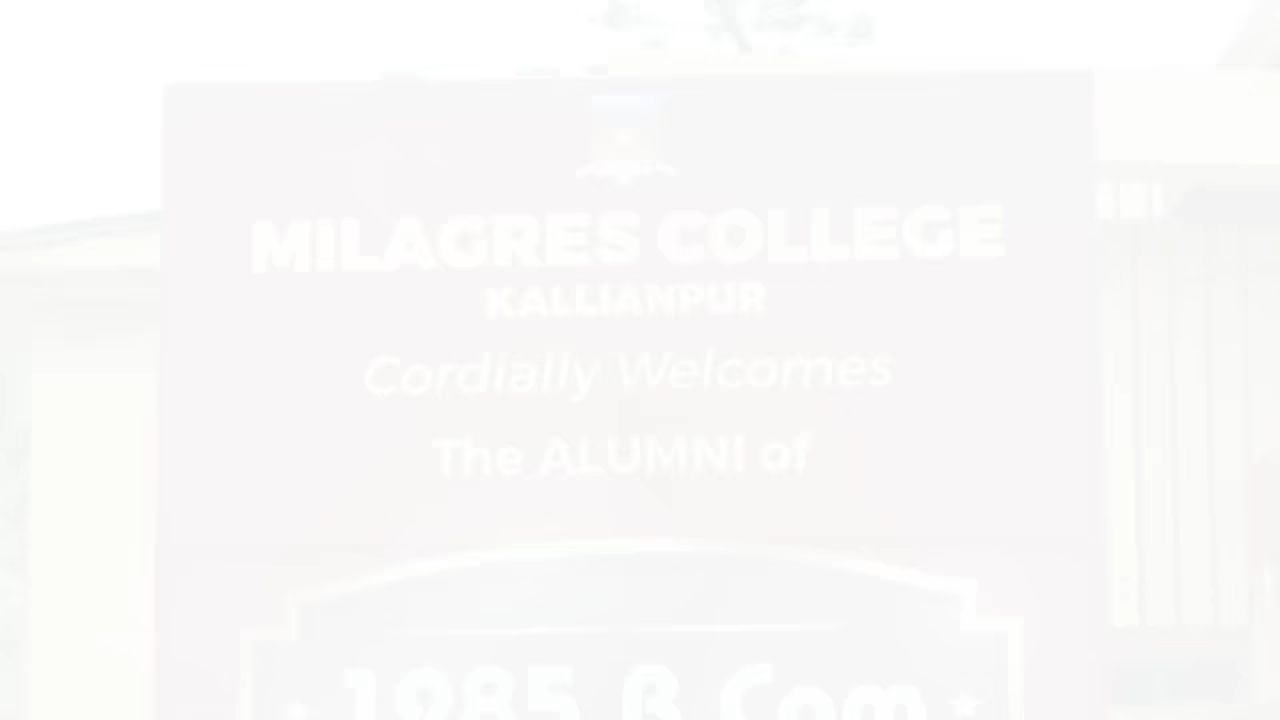 MILAGRES COLLEGE
KALLIANPUR
Cordially Welcomes
The ALUMNI of
1985 B.Com